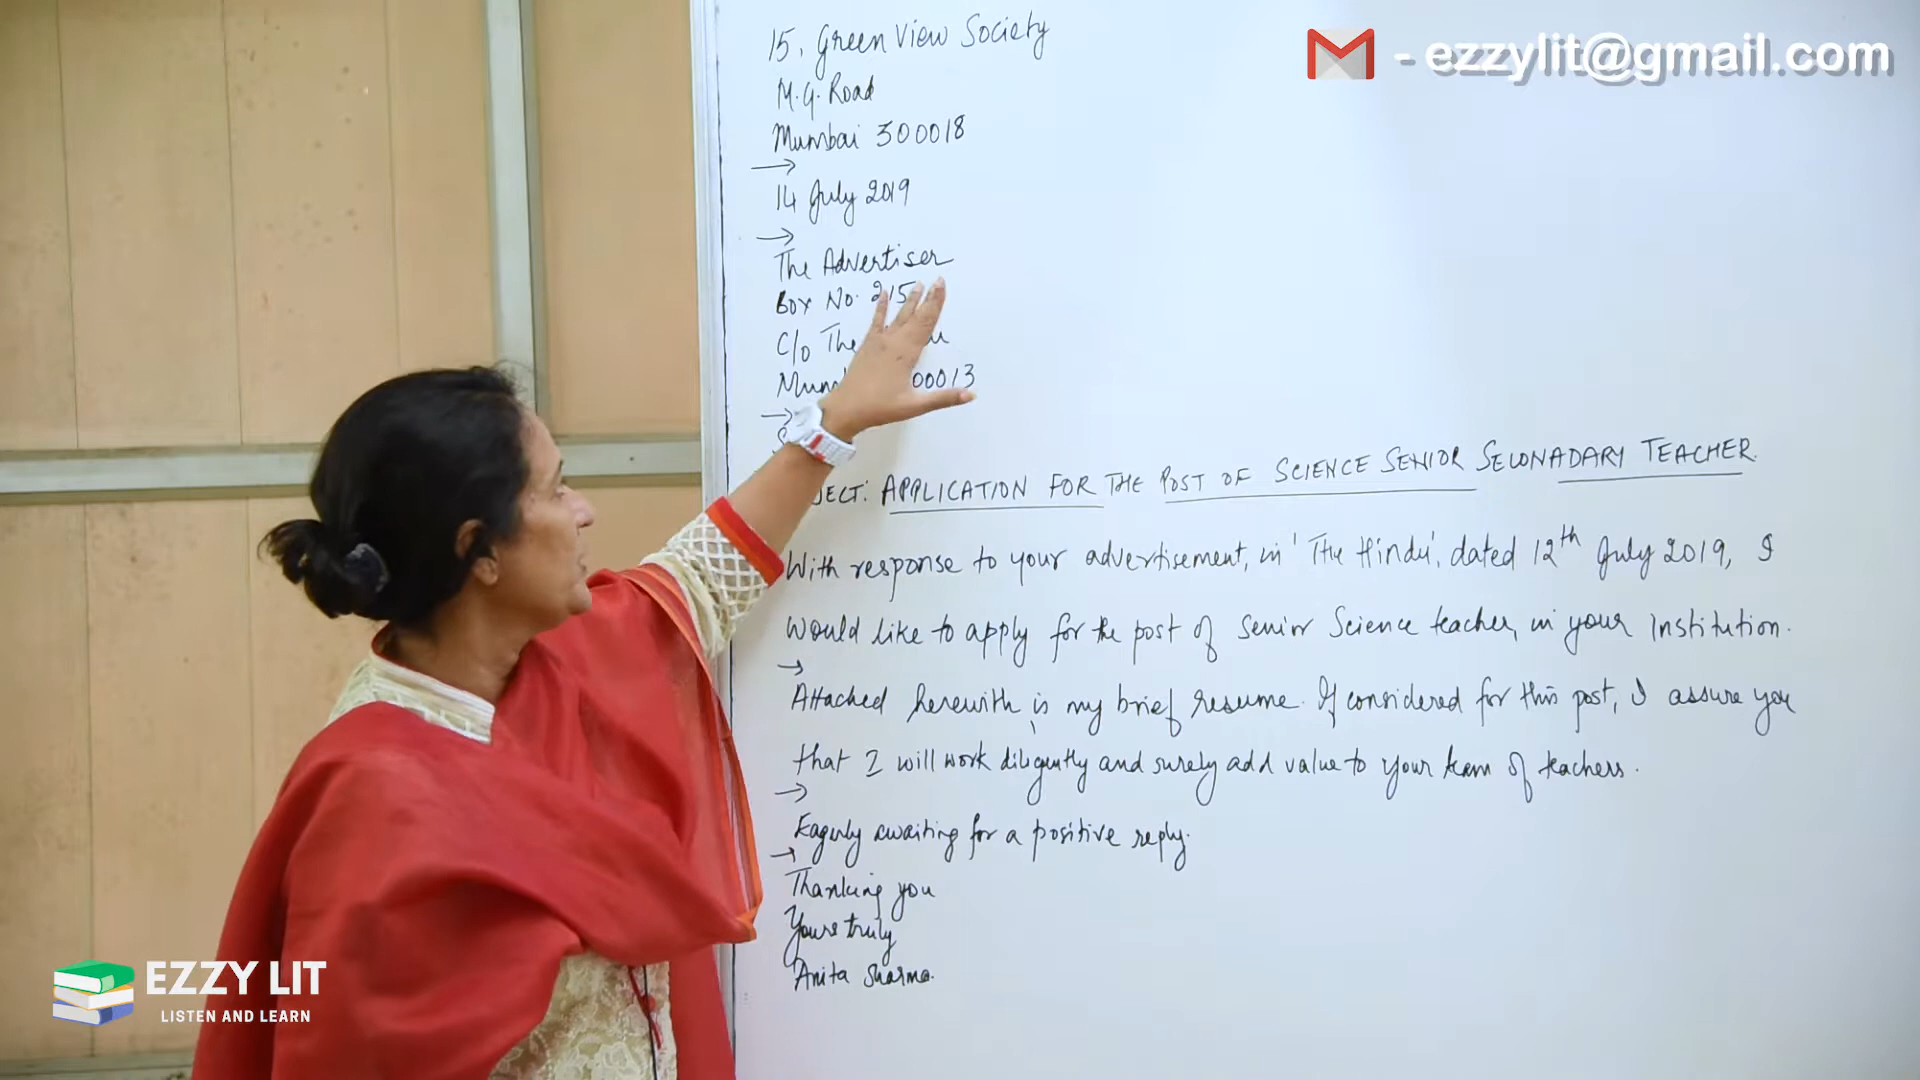 15, Green View Society
M.G. Road
Mumbai 300018
14 July 2019
The Advertiser
Box No. 215
C/o The
Mum 00013
JECT: APPLICATION FOR THE POST OF SCIENCE SENIOR SECONADARY TEACHER.
With response to your advertisement, in 'The Hindu', dated 12th July 2019, I
would like to apply for the post of Senior Science teacher, in your institution.
Attached herewith is my brief resume. If considered for this post, I assure you
that I will work diligently and surely add value to your team of teachers.
Eagerly awaiting for a positive reply.
Thanking you
Yours truly
Anita Sharma.
- ezzylit@gmail.com
EZZY LIT
LISTEN AND LEARN